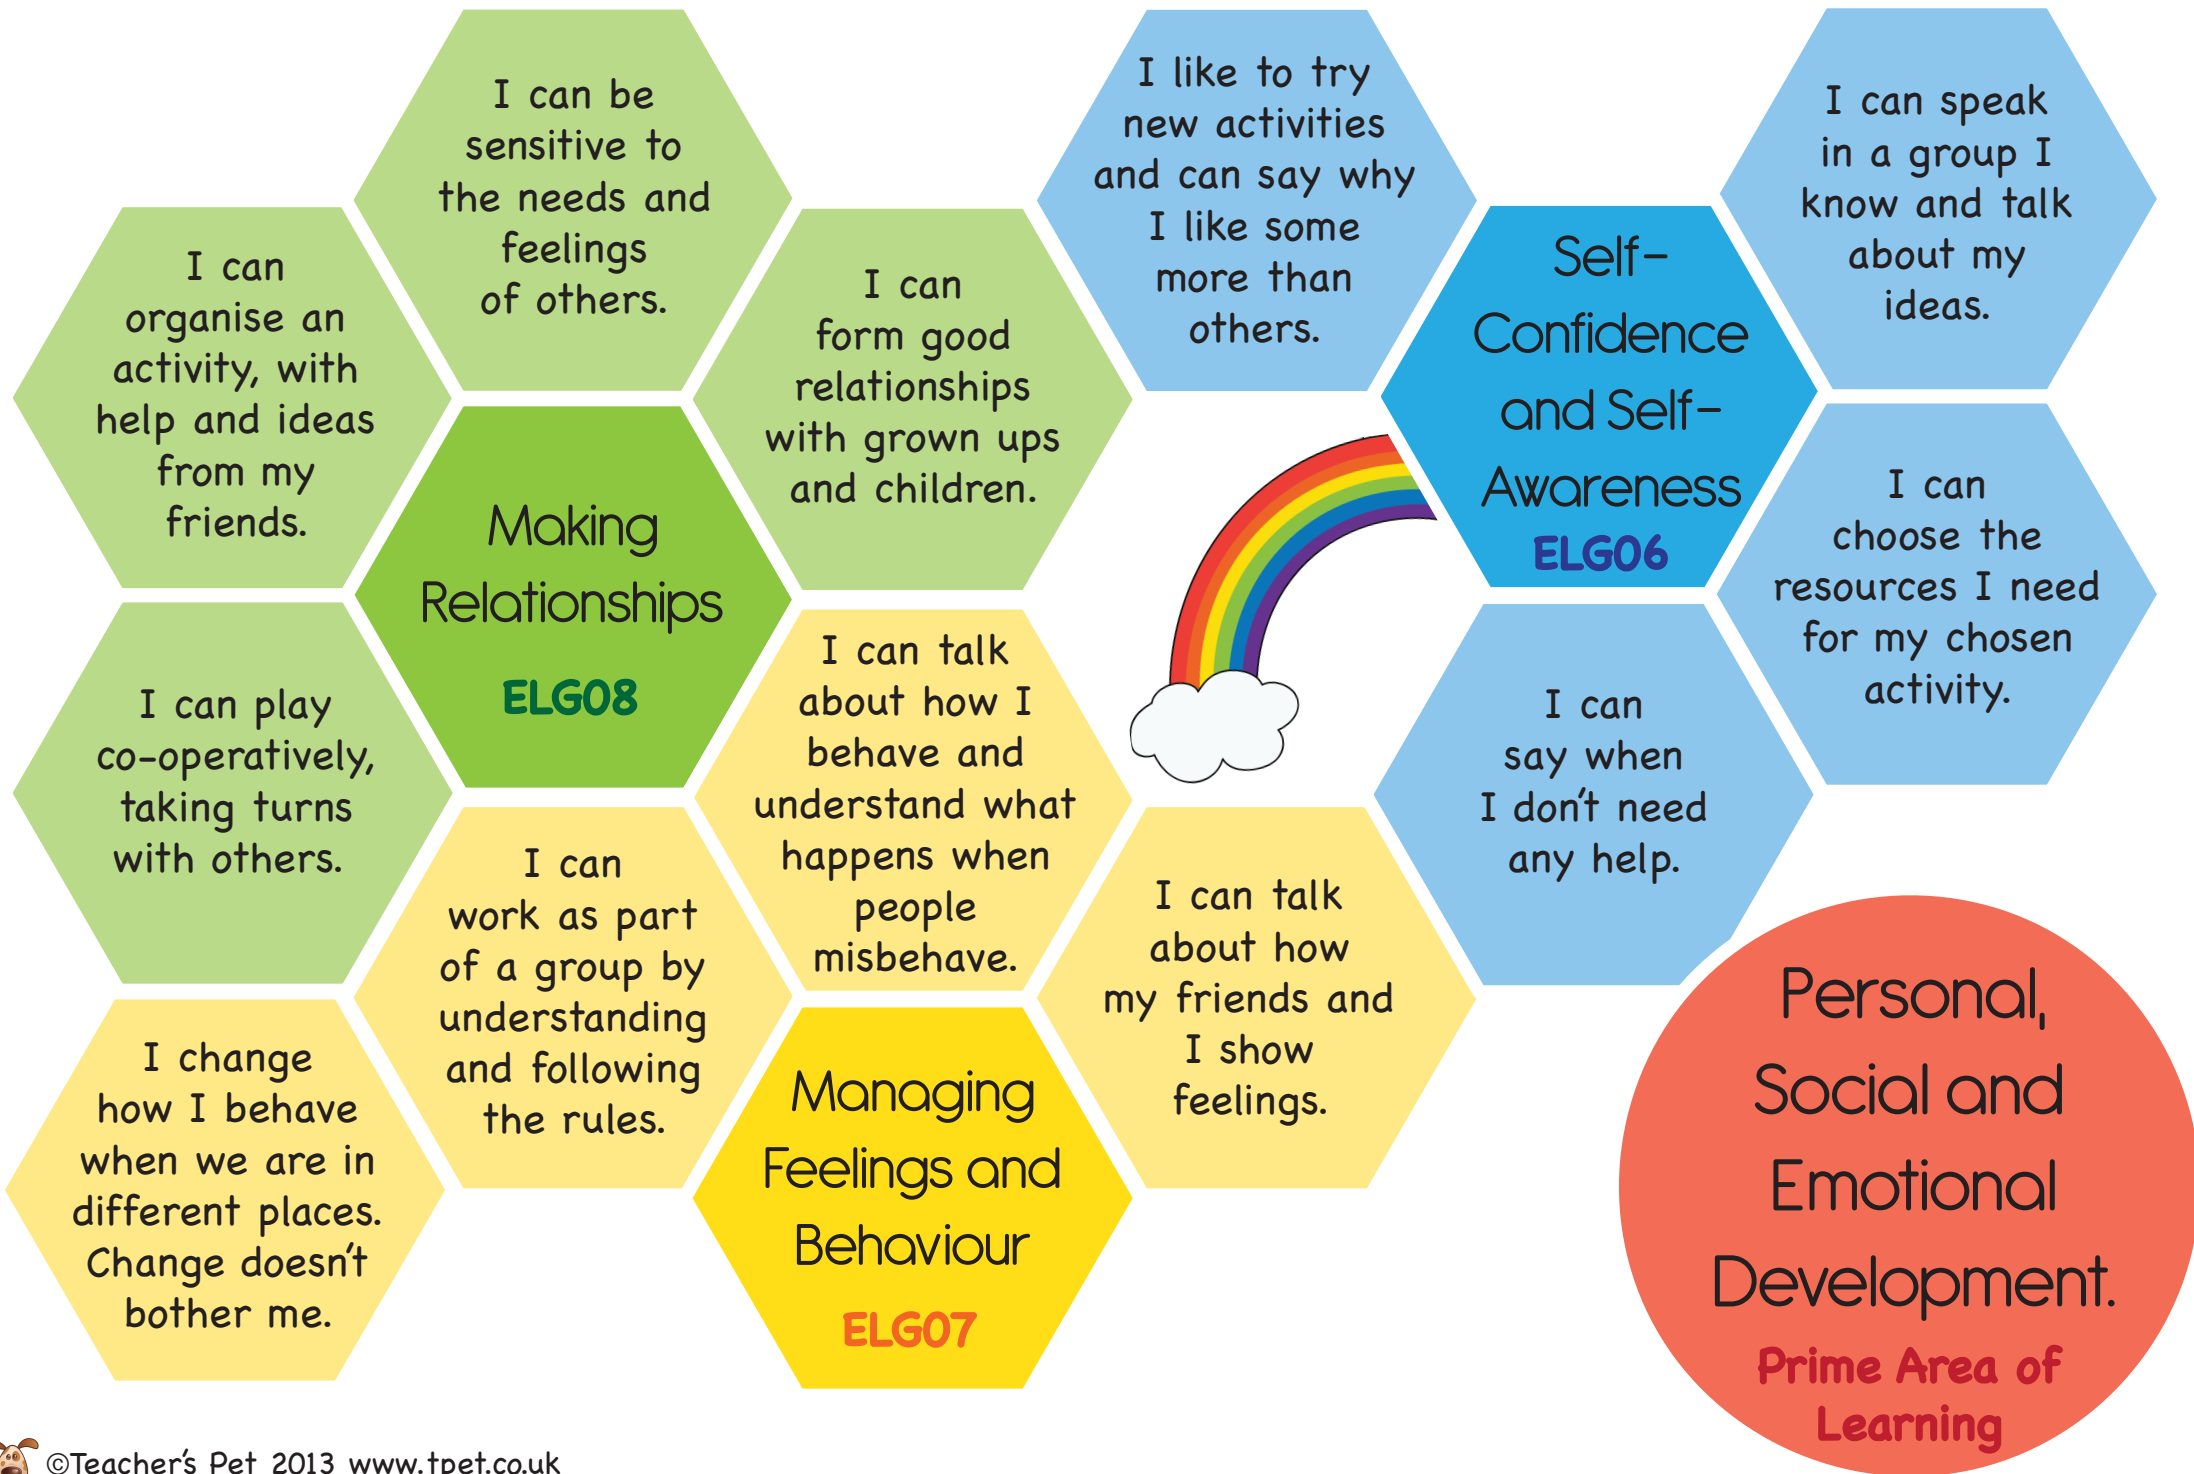 I can be
sensitive to
the needs and
feelings
of others.
I can
organise an
activity, with
help and ideas
from my
friends.
I can
form good
relationships
with grown ups
and children.
Making
Relationships
ELG08
I can play
co-operatively,
taking turns
with others.
I like to try
new activities
and can say why
I like some
more than
others.
Self-
Confidence
and Self-
Awareness
ELG06
I can speak
in a group I
know and talk
about my
ideas.
I can
choose the
resources I need
for my chosen
activity.
I can
say when
I don't need
any help.
I can talk
about how I
behave and
understand what
happens when
people
misbehave.
I can
work as part
of a group by
understanding
and following
the rules.
I can talk
about how
my friends and
I show
feelings.
I change
how I behave
when we are in
different places.
Change doesn't
bother me.
Managing
Feelings and
Behaviour
ELG07
Personal,
Social and
Emotional
Development.
Prime Area of
Learning
©Teacher's Pet 2013 www.tpet.co.uk